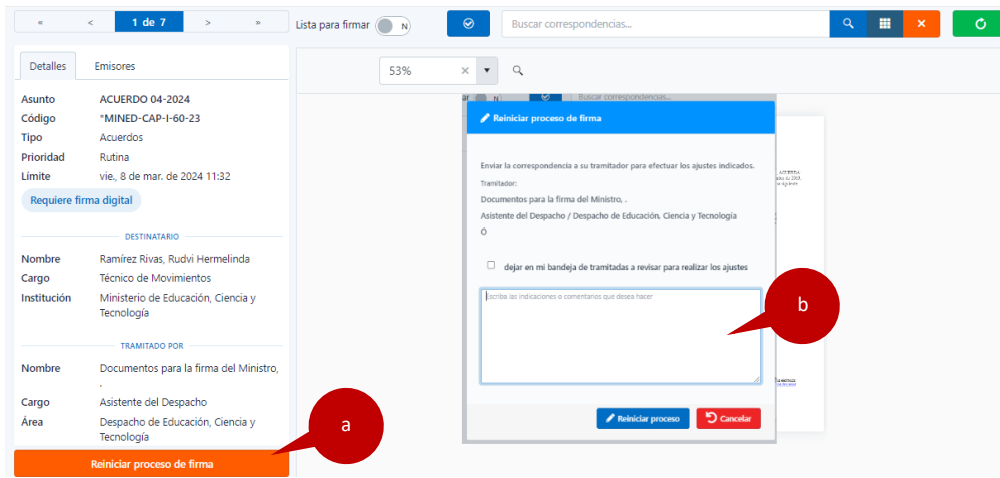 « < 1 de 7 > »
Lista para firmar N
Buscar correspondencias...
Detalles Emisores
Asunto ACUERDO 04-2024
Código *MINED-CAP-I-60-23
Tipo Acuerdos
Prioridad Rutina
Límite vie., 8 de mar. de 2024 11:32
Requiere firma digital
DESTINATARIO
Nombre Ramírez Rivas, Rudvi Hermelinda
Cargo Técnico de Movimientos
Institución Ministerio de Educación, Ciencia y
Tecnología
TRAMITADO POR
Nombre Documentos para la firma del Ministro,
.
Cargo Asistente del Despacho
Área Despacho de Educación, Ciencia y
Tecnología
Reiniciar proceso de firma
a
53%
ar N
Buscar correspondencias...
Reiniciar proceso de firma
Enviar la correspondencia a su tramitador para efectuar los ajustes indicados.
Tramitador:
Documentos para la firma del Ministro, .
Asistente del Despacho / Despacho de Educación, Ciencia y Tecnología
Ó
dejar en mi bandeja de tramitadas a revisar para realizar los ajustes
Escriba las indicaciones o comentarios que desea hacer
b
Reiniciar proceso
Cancelar